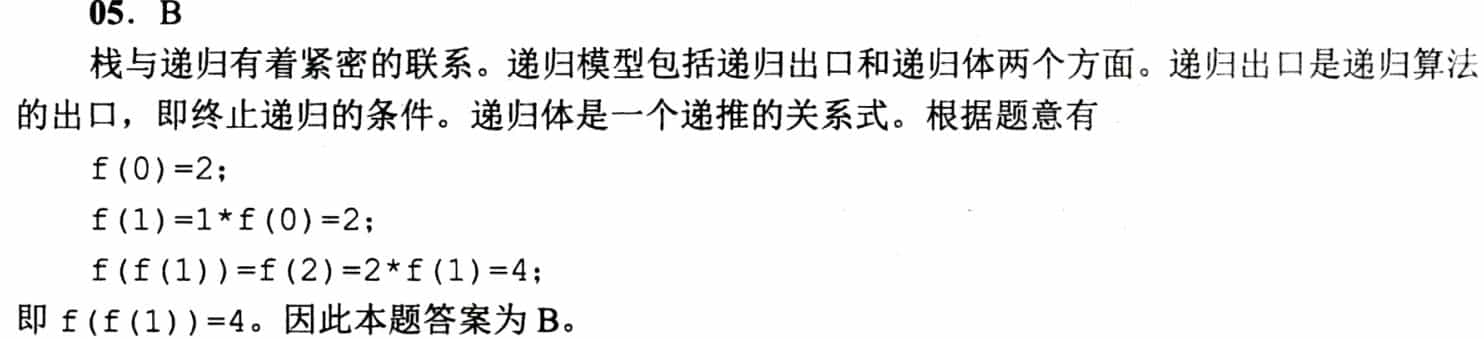 05. B
栈与递归有着紧密的联系。递归模型包括递归出口和递归体两个方面。递归出口是递归算法
的出口，即终止递归的条件。递归体是一个递推的关系式。根据题意有
f(0)=2;
f(1)=1*f(0)=2;
f(f(1))=f(2)=2*f(1)=4;
即 f(f(1))=4。因此本题答案为 B。